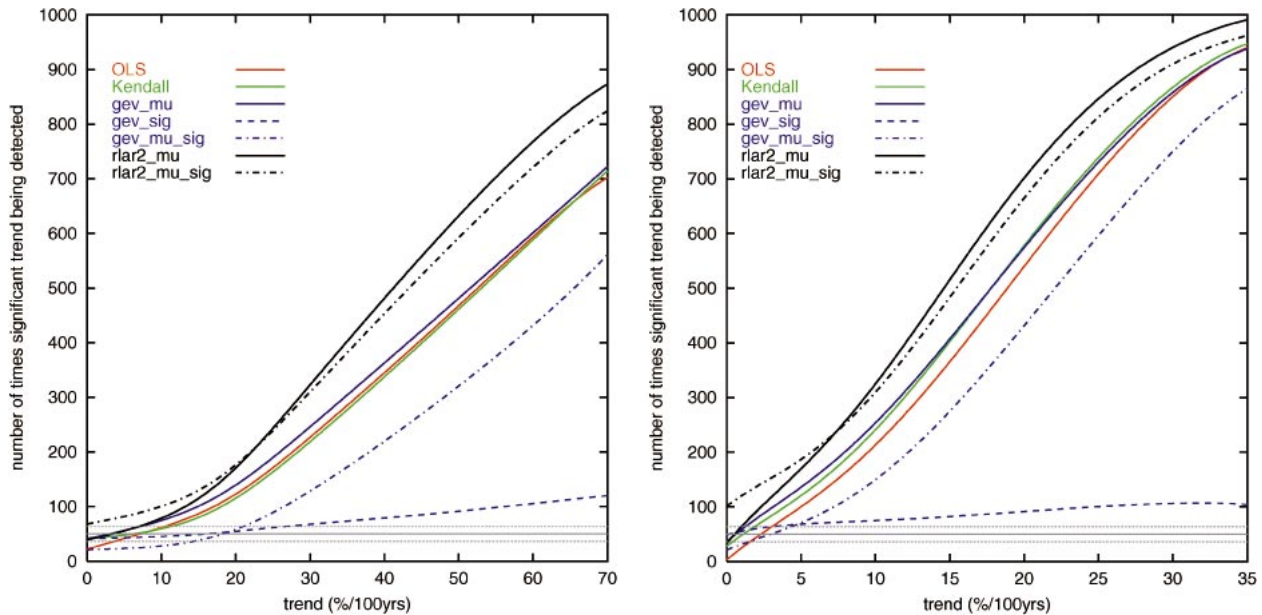 1000
900
800
700
600
500
400
300
200
100
0
number of times significant trend being detected
OLS
Kendall
gev_mu
gev_sig
gev_mu_sig
rlar2_mu
rlar2_mu_sig
0 10 20 30 40 50 60 70
trend (%/100yrs)
1000
900
800
700
600
500
400
300
200
100
0
number of times significant trend being detected
OLS
Kendall
gev_mu
gev_sig
gev_mu_sig
rlar2_mu
rlar2_mu_sig
0 5 10 15 20 25 30 35
trend (%/100yrs)